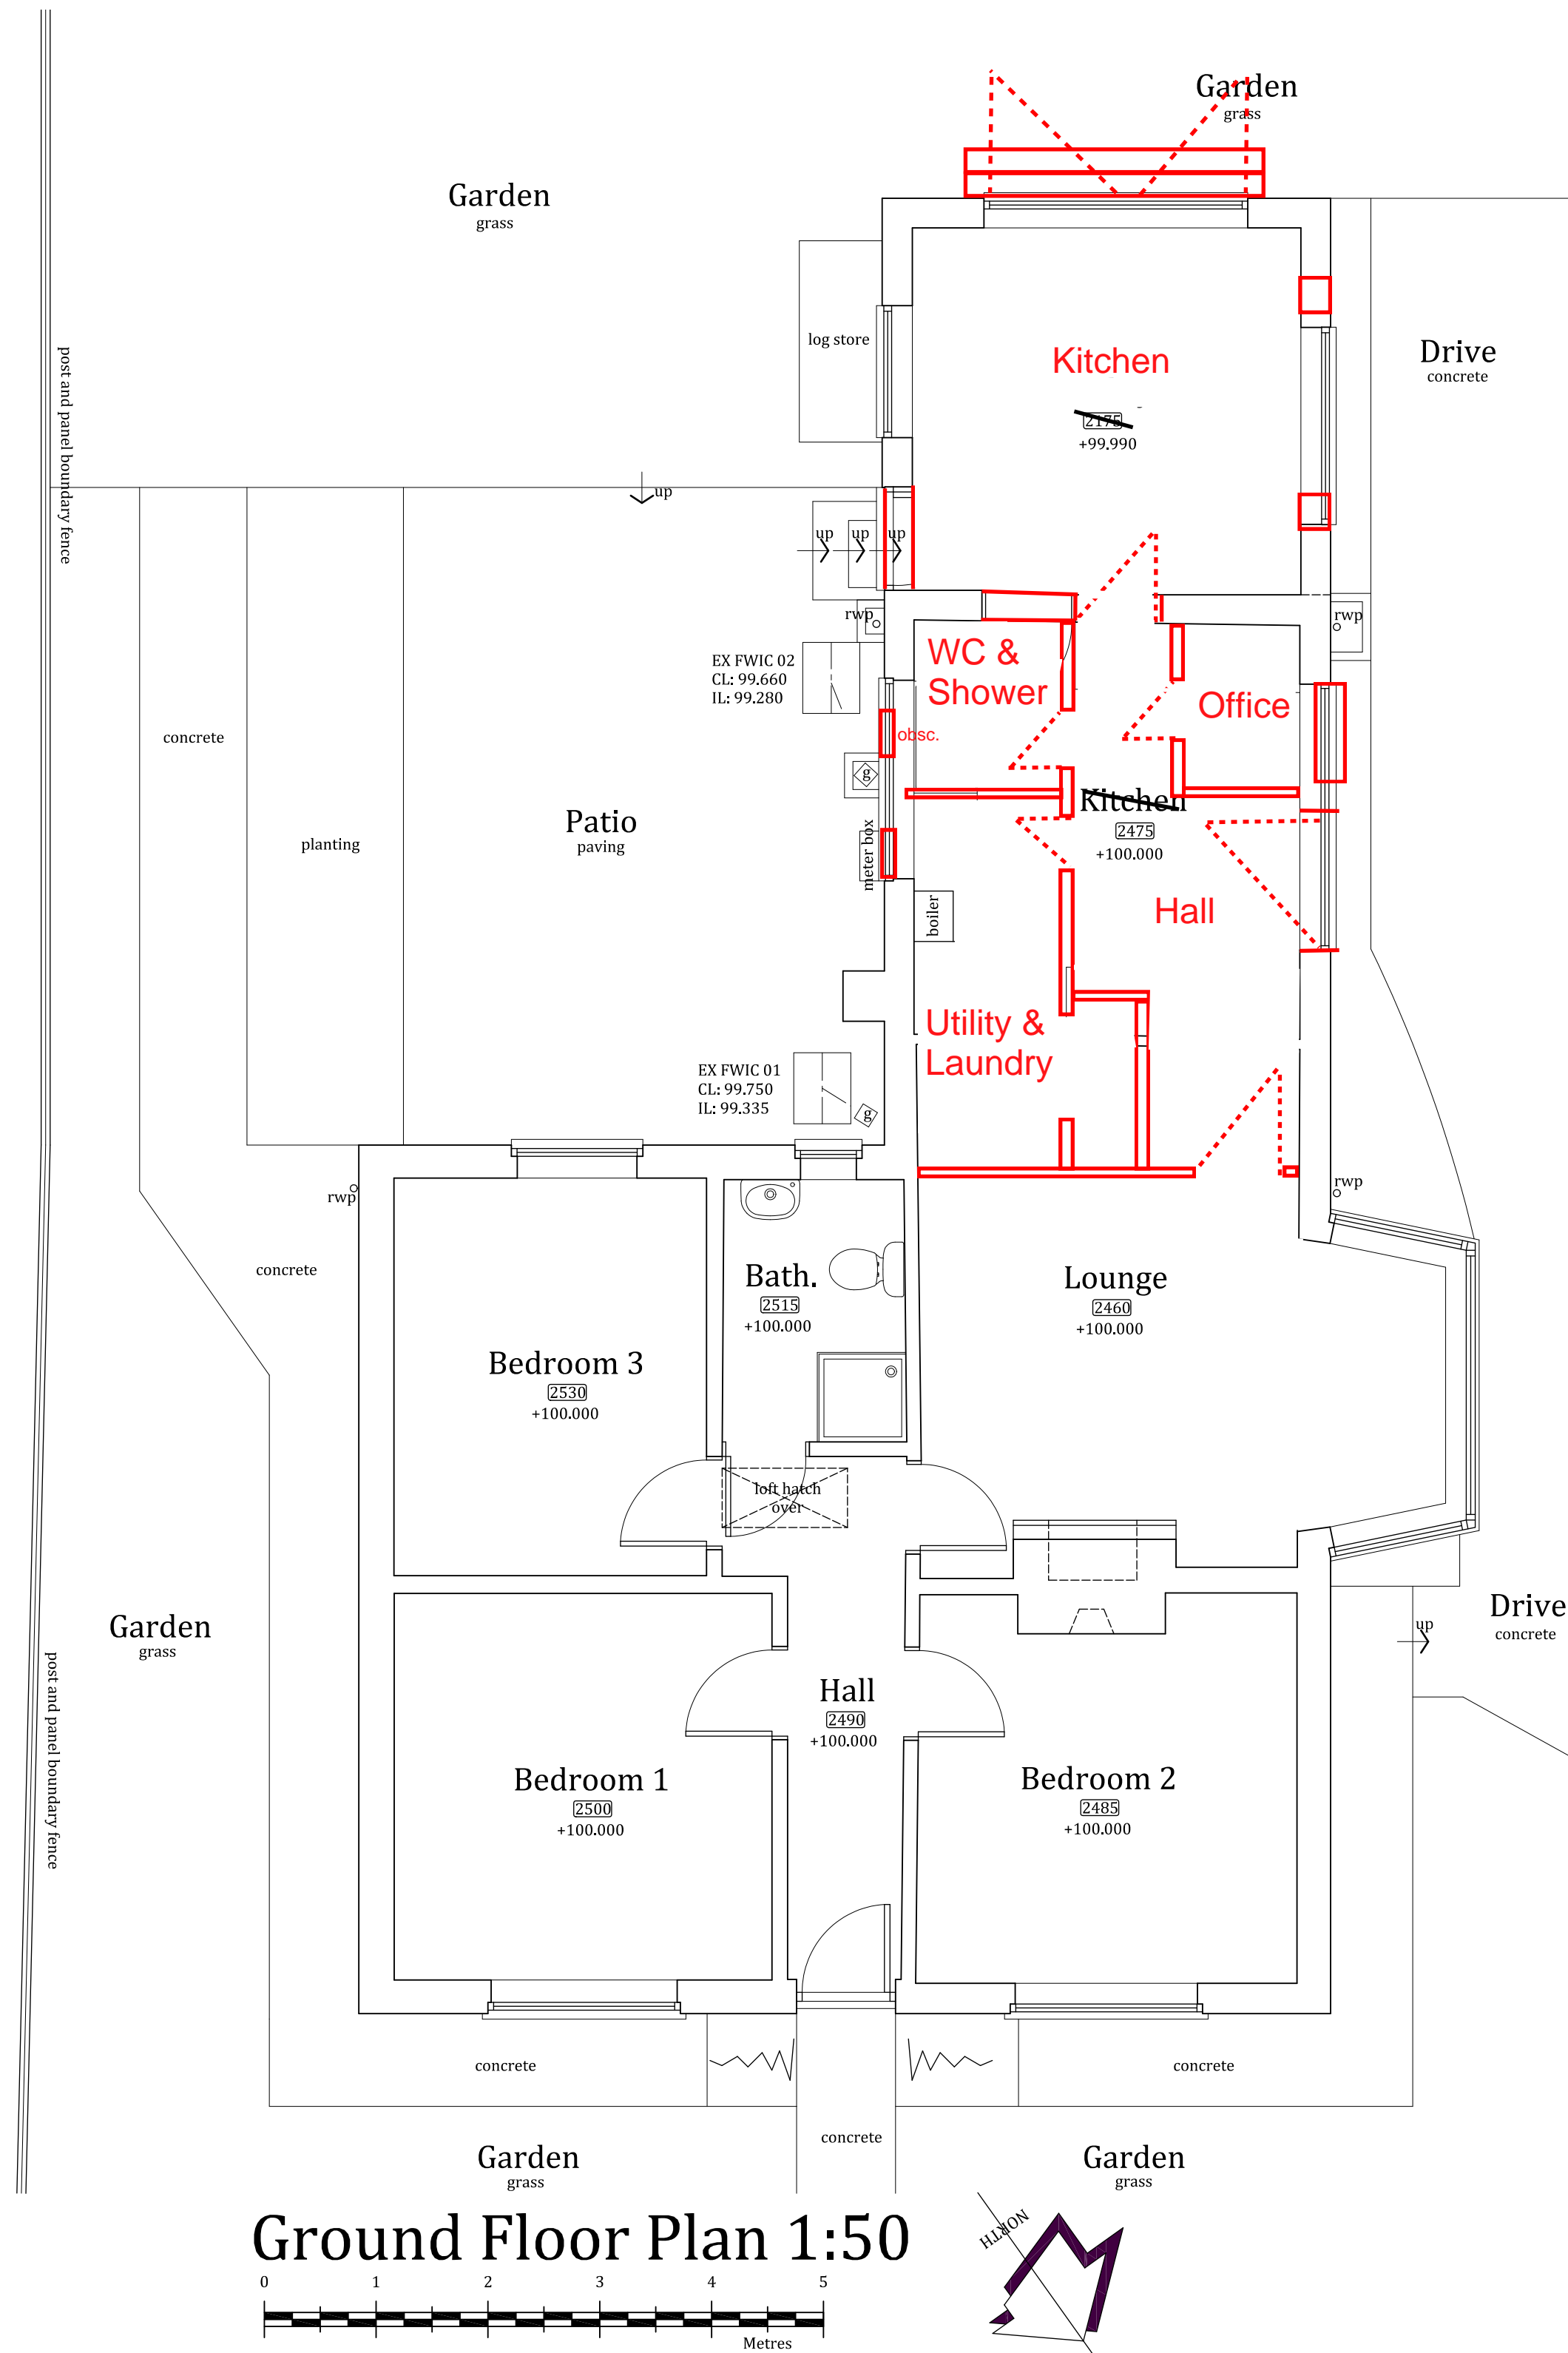 Garden
grass
Garden
grass
log store
Kitchen
2175
+99.990
Drive
concrete
post and panel boundary fence
up
up
up
up
rwp
rwp
EX FWIC 02
CL: 99.660
IL: 99.280
WC &
Shower
Office
obsc.
concrete
g
Kitchen
2475
+100.000
Patio
paving
planting
meter box
boiler
Hall
Utility &
Laundry
EX FWIC 01
CL: 99.750
IL: 99.335
g
rwp
rwp
concrete
Bath.
2515
+100.000
Lounge
2460
+100.000
Bedroom 3
2530
+100.000
loft hatch
over
Garden
grass
Drive
concrete
up
post and panel boundary fence
Hall
2490
+100.000
Bedroom 1
2500
+100.000
Bedroom 2
2485
+100.000
concrete
concrete
concrete
Garden
grass
Garden
grass
Ground Floor Plan 1:50
NORTH
0 1 2 3 4 5
Metres